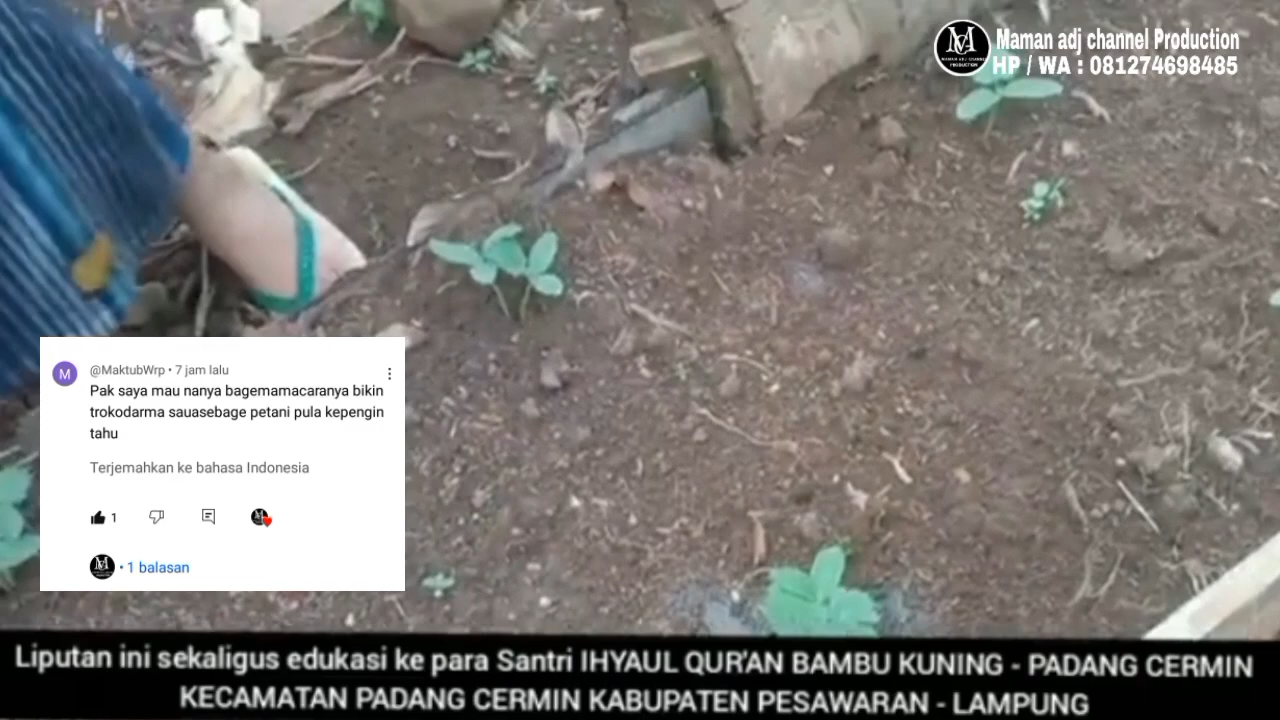 Maman adj channel Production
HP / WA : 081274698485
@MaktubWrp • 7 jam lalu
Pak saya mau nanya bagemamacaranya bikin
trokodarma sauasebage petani pula kepengin
tahu
Terjemahkan ke bahasa Indonesia
1
• 1 balasan
Liputan ini sekaligus edukasi ke para Santri IHYAUL QUR'AN BAMBU KUNING - PADANG CERMIN
KECAMATAN PADANG CERMIN KABUPATEN PESAWARAN - LAMPUNG